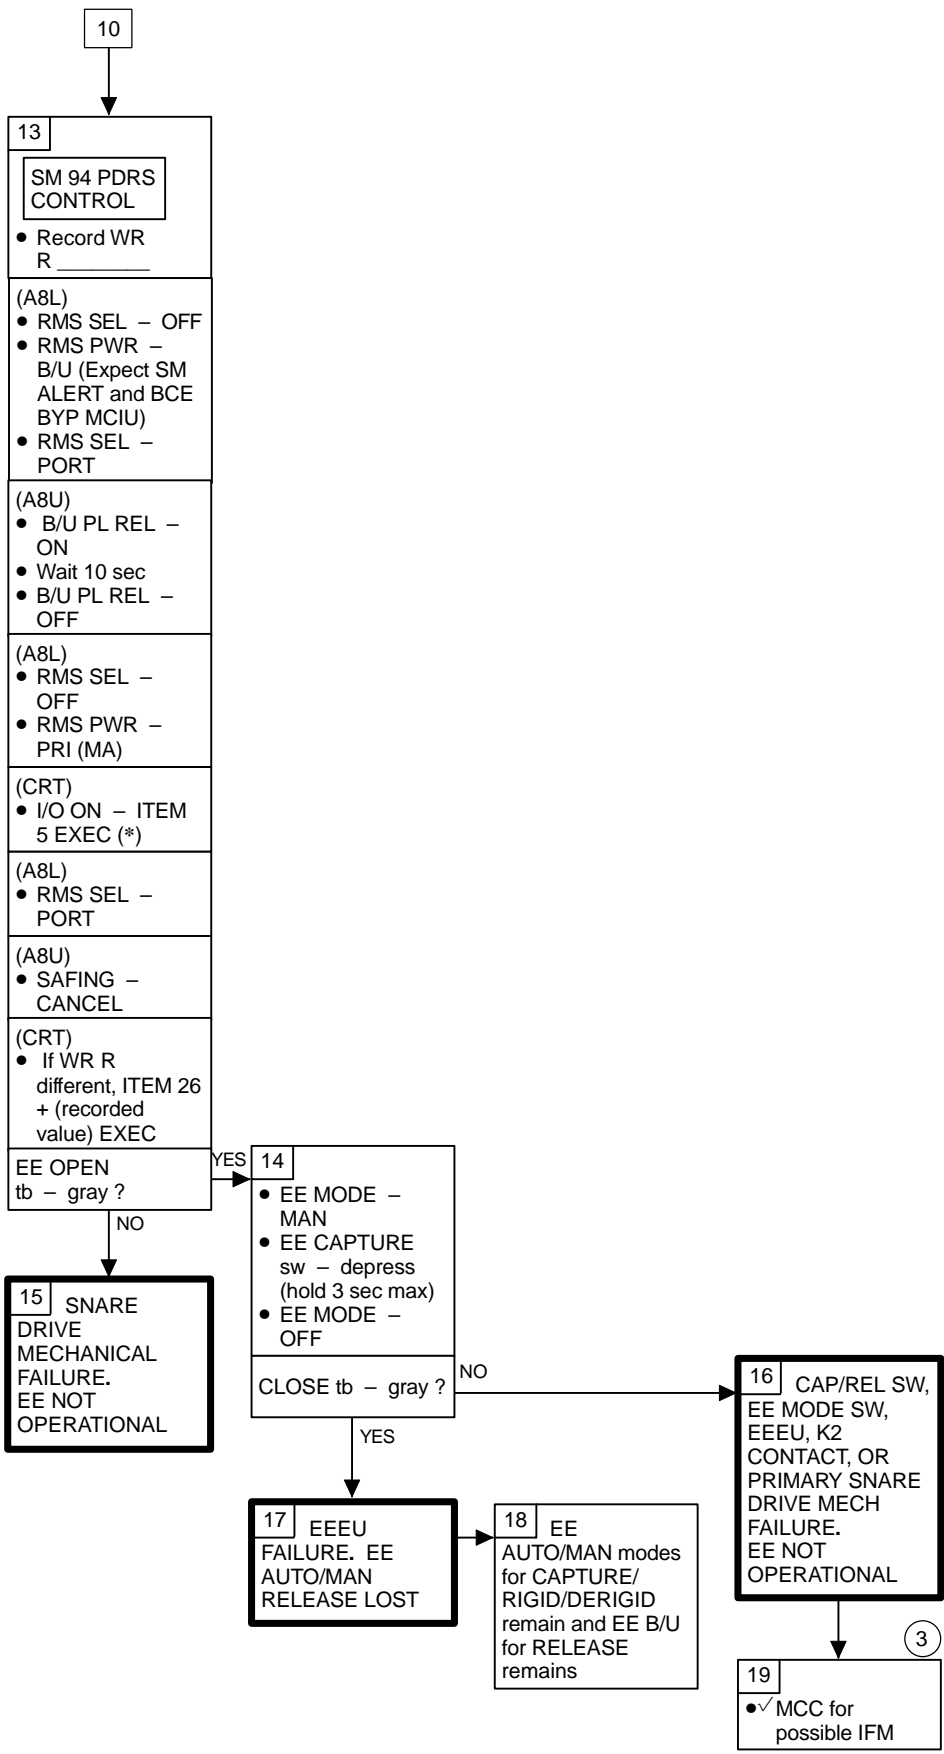 10
13
SM 94 PDRS
CONTROL
● Record WR
R ________
(A8L)
● RMS SEL – OFF
● RMS PWR –
B/U (Expect SM
ALERT and BCE
BYP MCIU)
● RMS SEL –
PORT
(A8U)
● B/U PL REL –
ON
● Wait 10 sec
● B/U PL REL –
OFF
(A8L)
● RMS SEL –
OFF
● RMS PWR –
PRI (MA)
(CRT)
● I/O ON – ITEM
5 EXEC (*)
(A8L)
● RMS SEL –
PORT
(A8U)
● SAFING –
CANCEL
(CRT)
● If WR R
different, ITEM 26
+ (recorded
value) EXEC
EE OPEN
tb – gray ?
YES
NO
14
● EE MODE –
MAN
● EE CAPTURE
sw – depress
(hold 3 sec max)
● EE MODE –
OFF
CLOSE tb – gray ?
NO
YES
15 SNARE
DRIVE
MECHANICAL
FAILURE.
EE NOT
OPERATIONAL
16 CAP/REL SW,
EE MODE SW,
EEEU, K2
CONTACT, OR
PRIMARY SNARE
DRIVE MECH
FAILURE.
EE NOT
OPERATIONAL
17 EEEU
FAILURE. EE
AUTO/MAN
RELEASE LOST
18 EE
AUTO/MAN modes
for CAPTURE/
RIGID/DERIGID
remain and EE B/U
for RELEASE
remains
3
19
●√ MCC for
possible IFM